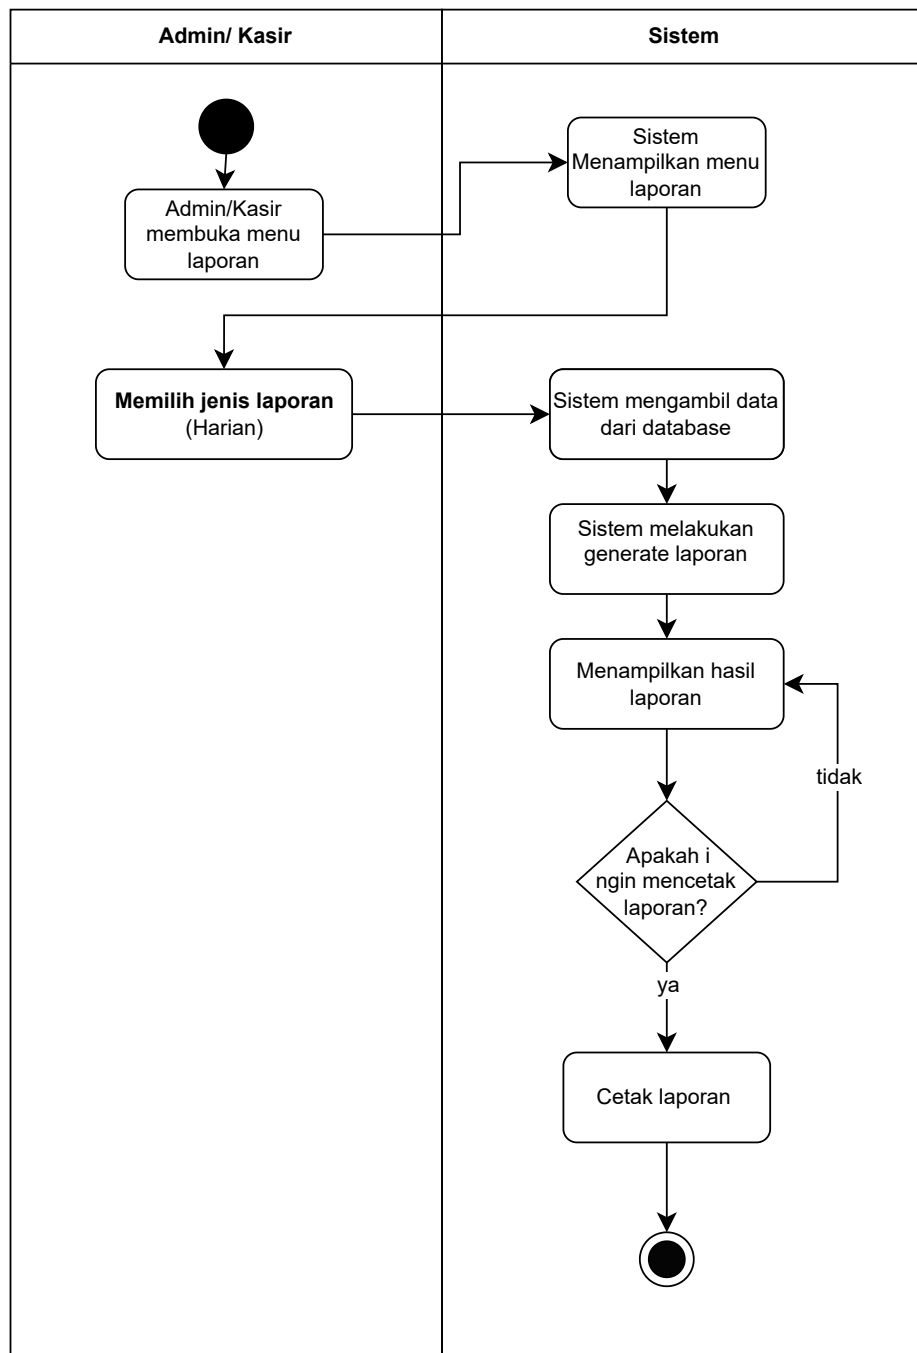 Admin/ Kasir
Sistem
Sistem
Menampilkan menu
laporan
Admin/Kasir
membuka menu
laporan
Memilih jenis laporan
(Harian)
Sistem mengambil data
dari database
Sistem melakukan
generate laporan
Menampilkan hasil
laporan
tidak
Apakah i
ngin mencetak
laporan?
ya
Cetak laporan